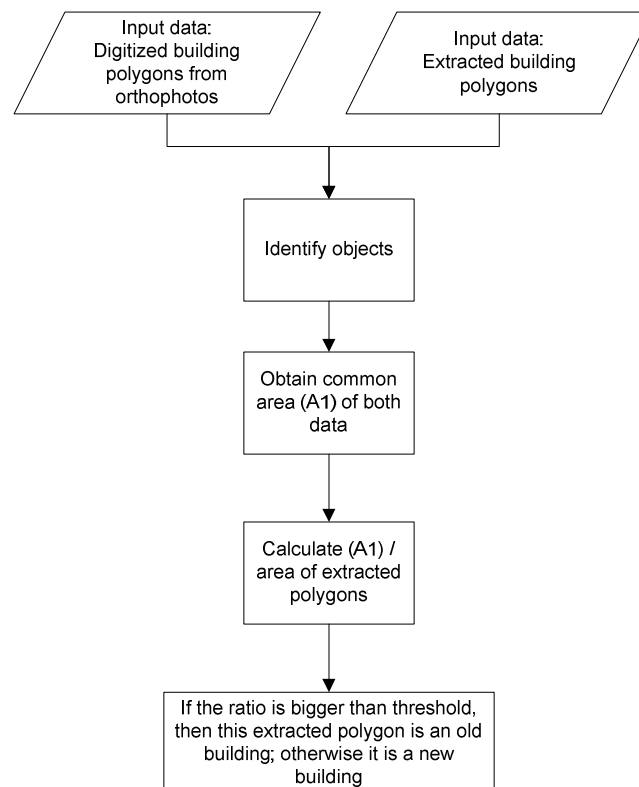 Input data:
Digitized building
polygons from
orthophotos
Input data:
Extracted building
polygons
Identify objects
Obtain common
area (A1) of both
data
Calculate (A1) /
area of extracted
polygons
If the ratio is bigger than threshold,
then this extracted polygon is an old
building; otherwise it is a new
building